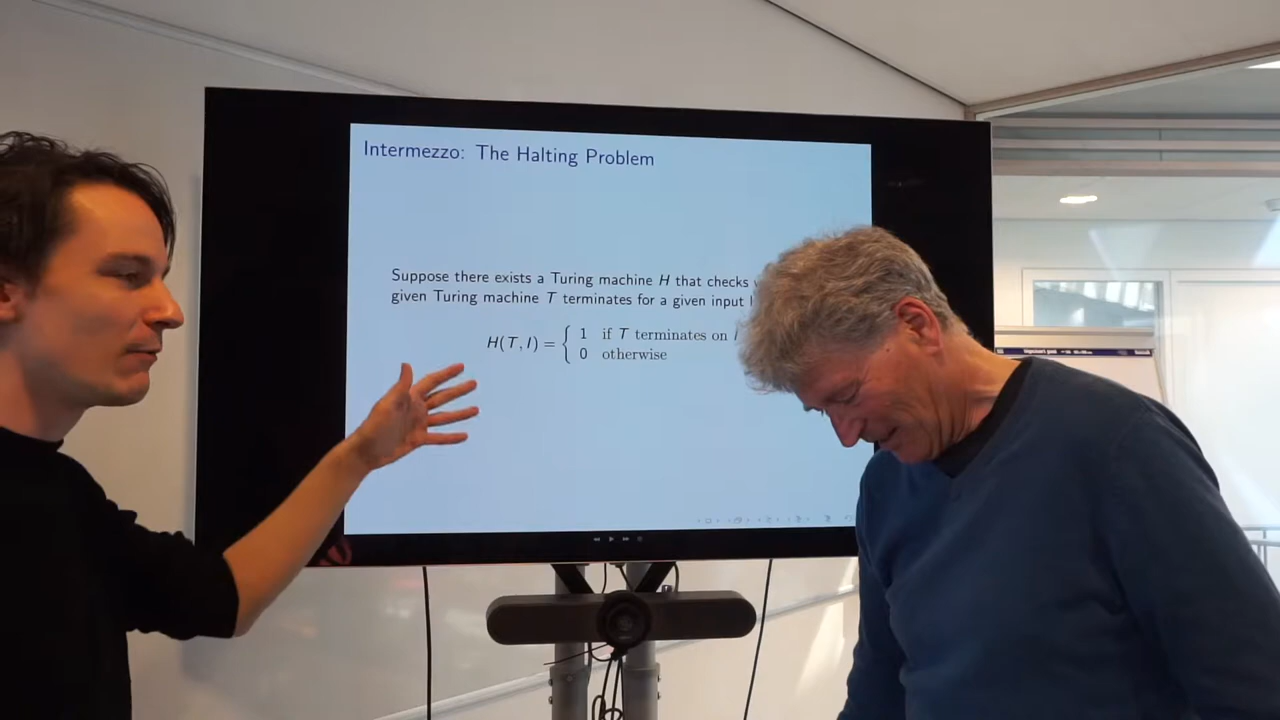 Intermezzo: The Halting Problem
Suppose there exists a Turing machine H that checks
given Turing machine T terminates for a given input I
H(T, I) = { 1 if T terminates on I
0 otherwise